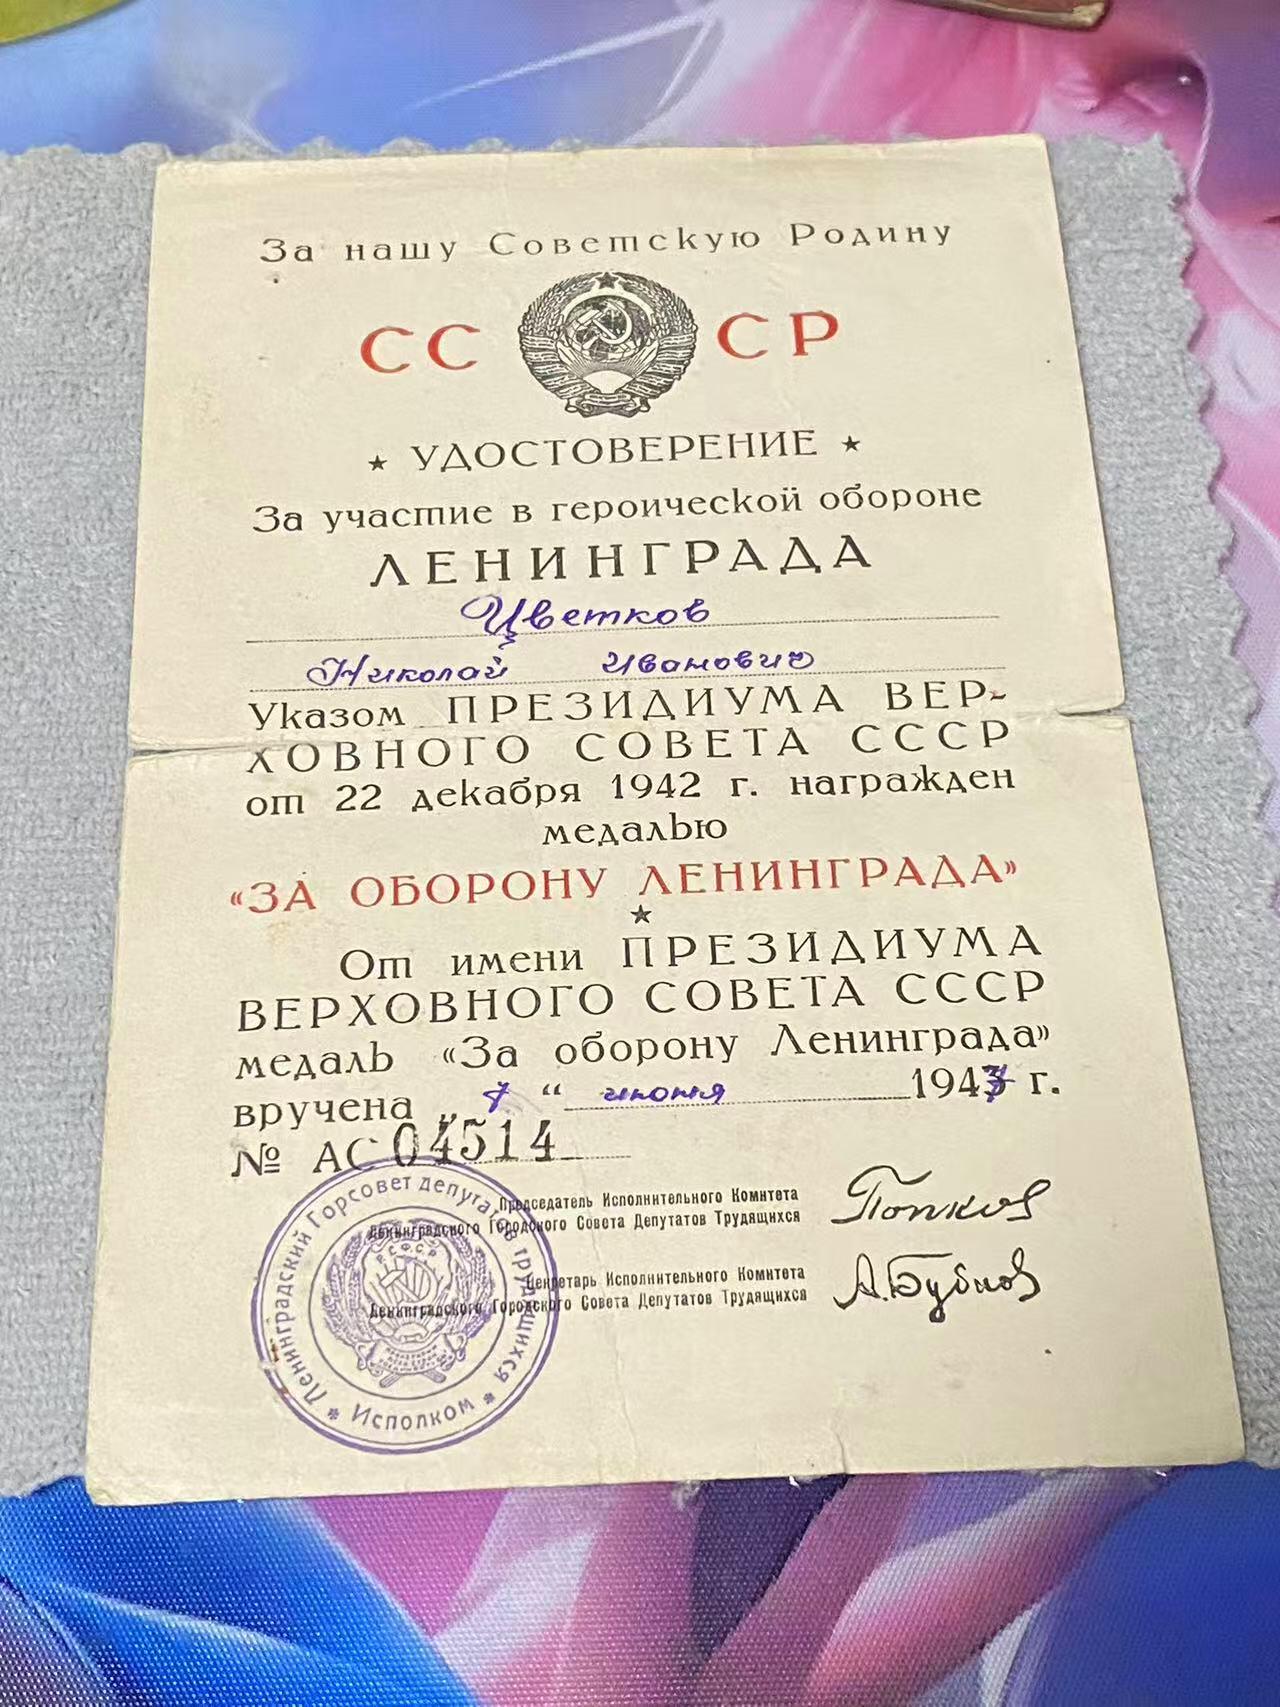 За нашу Советскую Родину
СССР
★ УДОСТОВЕРЕНИЕ ★
За участие в героической обороне
ЛЕНИНГРАДА
Цветков
Николай Иванович
Указом ПРЕЗИДИУМА ВЕР-
ХОВНОГО СОВЕТА СССР
от 22 декабря 1942 г. награжден
медалью
«ЗА ОБОРОНУ ЛЕНИНГРАДА»
★
От имени ПРЕЗИДИУМА
ВЕРХОВНОГО СОВЕТА СССР
медаль «За оборону Ленинграда»
вручена „7“ июня 194 г.
№ АС 04514
Председатель Исполнительного Комитета
Ленинградского Городского Совета Депутатов Трудящихся
Попков
Секретарь Исполнительного Комитета
Ленинградского Городского Совета Депутатов Трудящихся
А. Бубнов
Ленинградский Горсовет депутатов трудящихся
★ Исполком ★
Р.С.Ф.С.Р